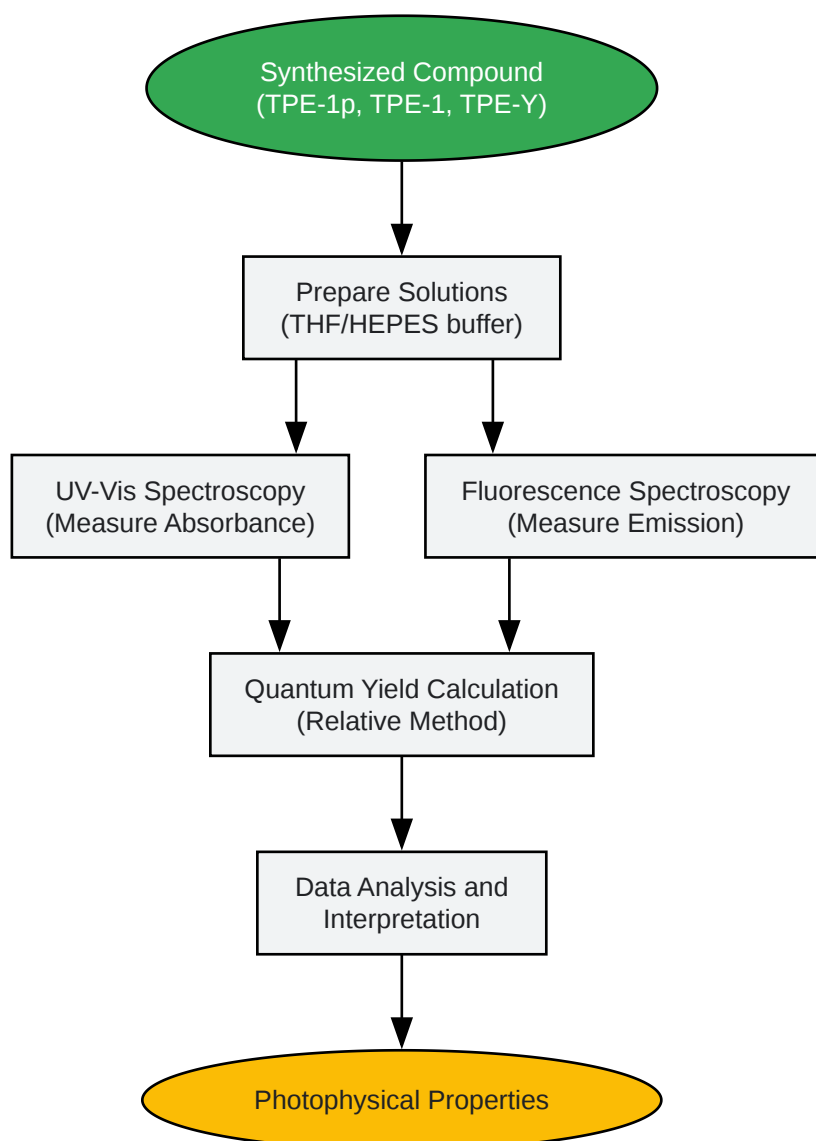 Synthesized Compound
(TPE-1p, TPE-1, TPE-Y)
Prepare Solutions
(THF/HEPES buffer)
UV-Vis Spectroscopy
(Measure Absorbance)
Fluorescence Spectroscopy
(Measure Emission)
Quantum Yield Calculation
(Relative Method)
Data Analysis and
Interpretation
Photophysical Properties